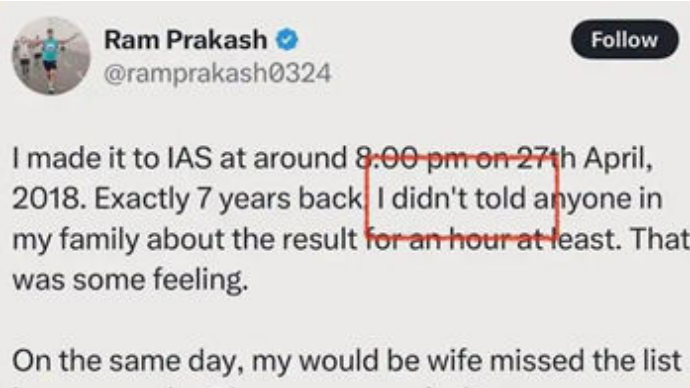 Ram Prakash
@ramprakash0324
Follow
I made it to IAS at around 8:00 pm on 27th April,
2018. Exactly 7 years back. I didn't told anyone in
my family about the result for an hour at least. That
was some feeling.
On the same day, my would be wife missed the list